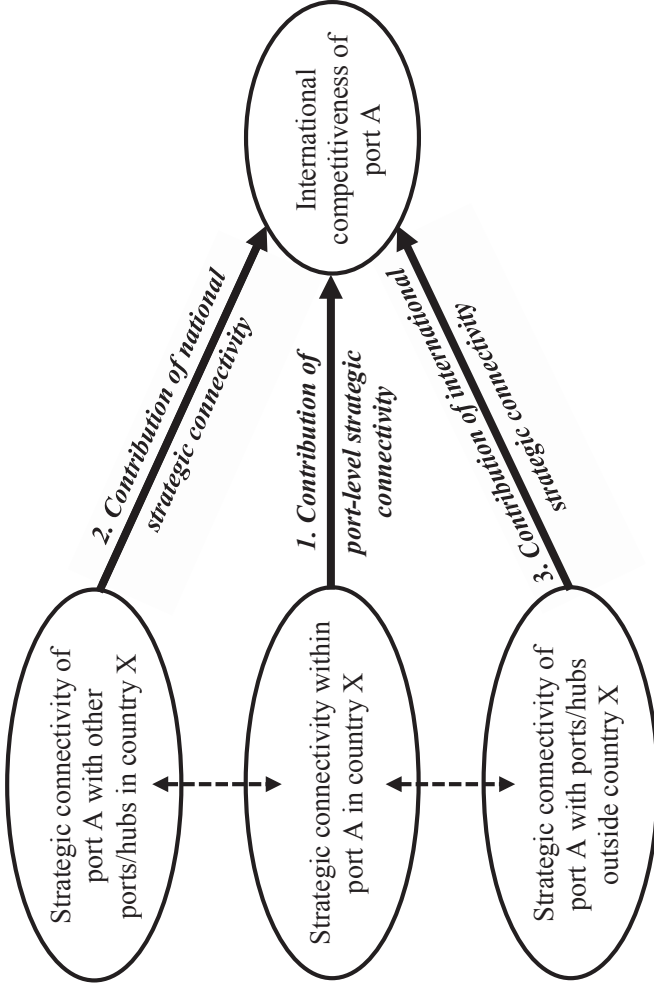 Strategic connectivity of
port A with other
ports/hubs in country X
2. Contribution of national
strategic connectivity
Strategic connectivity within
port A in country X
1. Contribution of
port-level strategic
connectivity
International
competitiveness of
port A
Strategic connectivity of
port A with ports/hubs
outside country X
3. Contribution of international
strategic connectivity